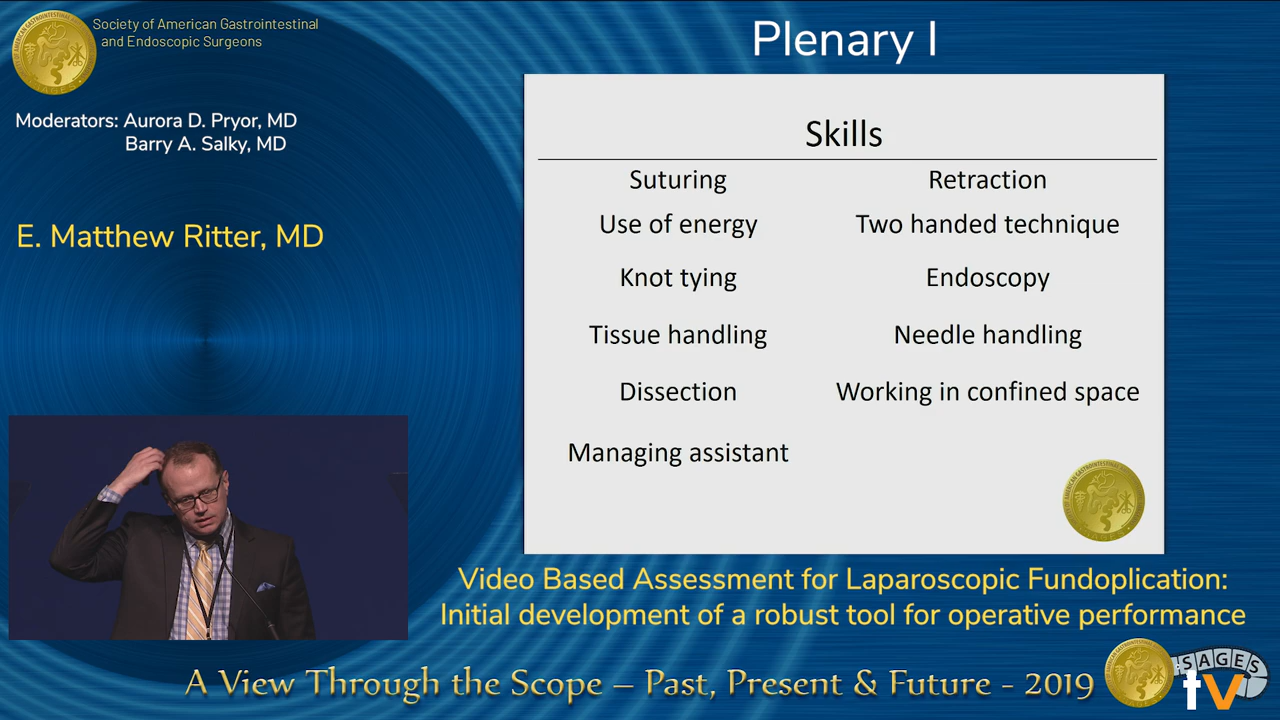 Society of American Gastrointestinal
and Endoscopic Surgeons
Plenary I
Moderators: Aurora D. Pryor, MD
Barry A. Salky, MD
E. Matthew Ritter, MD
Skills
Suturing Retraction
Use of energy Two handed technique
Knot tying Endoscopy
Tissue handling Needle handling
Dissection Working in confined space
Managing assistant
Video Based Assessment for Laparoscopic Fundoplication:
Initial development of a robust tool for operative performance
A View Through the Scope – Past, Present & Future - 2019
SAGES
tv